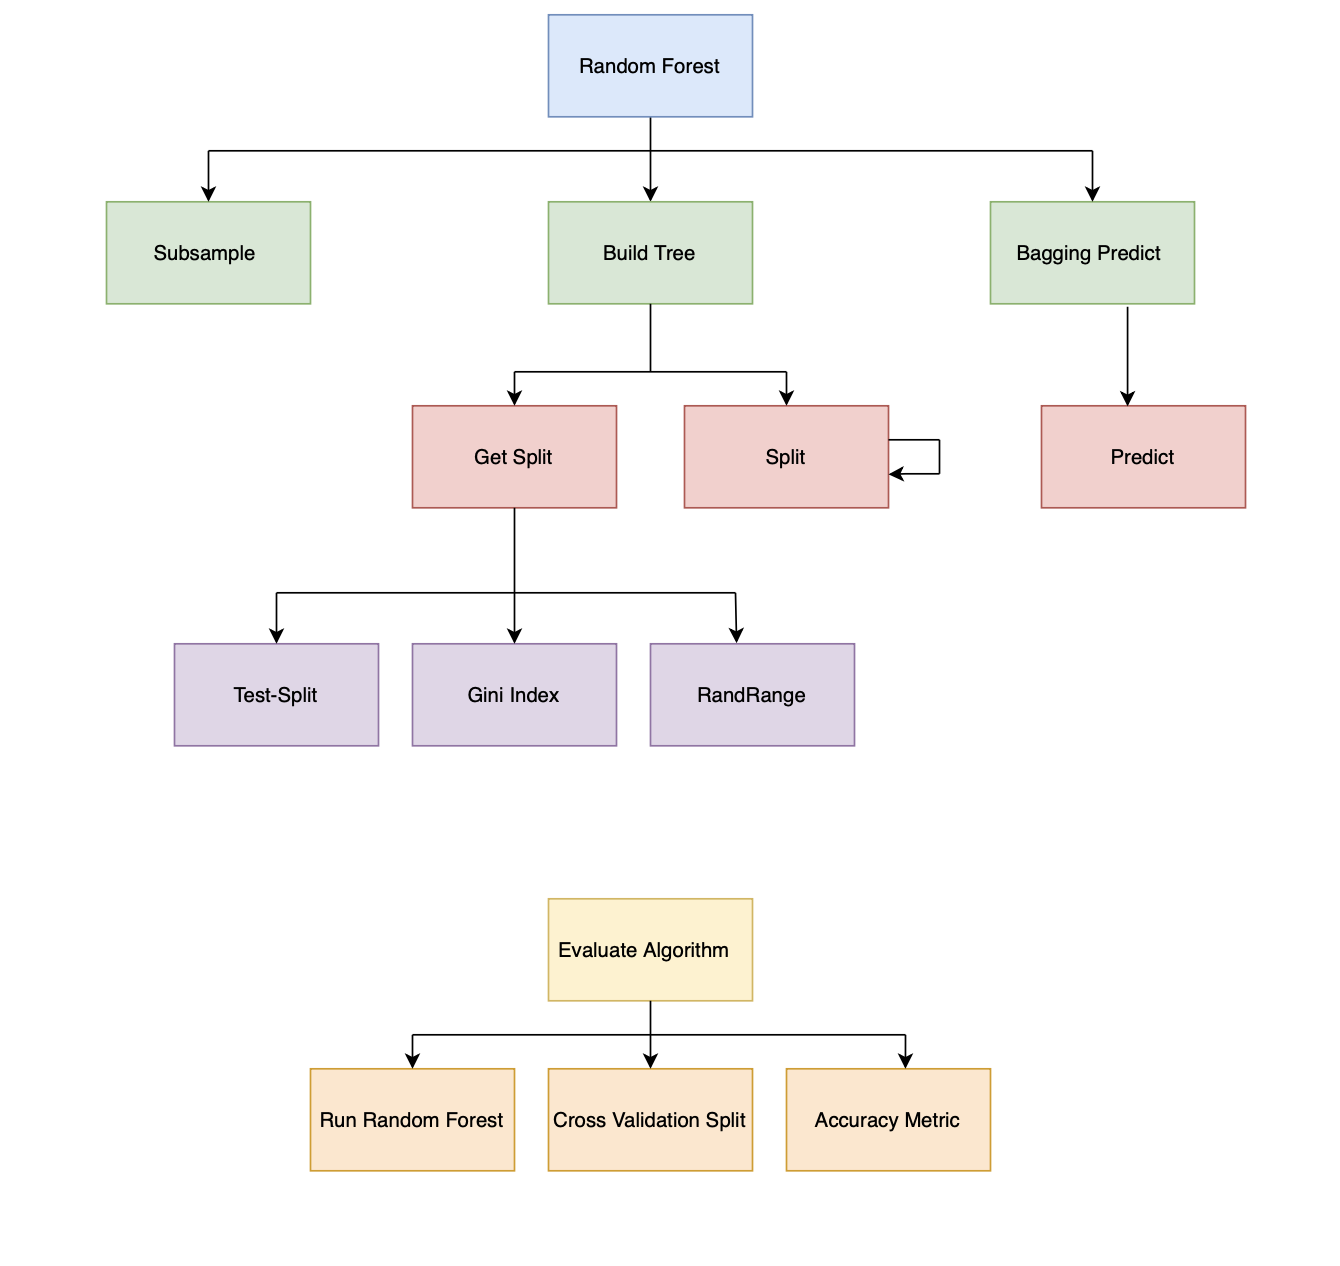 Random Forest
Subsample
Build Tree
Bagging Predict
Get Split
Split
Predict
Test-Split
Gini Index
RandRange
Evaluate Algorithm
Run Random Forest
Cross Validation Split
Accuracy Metric